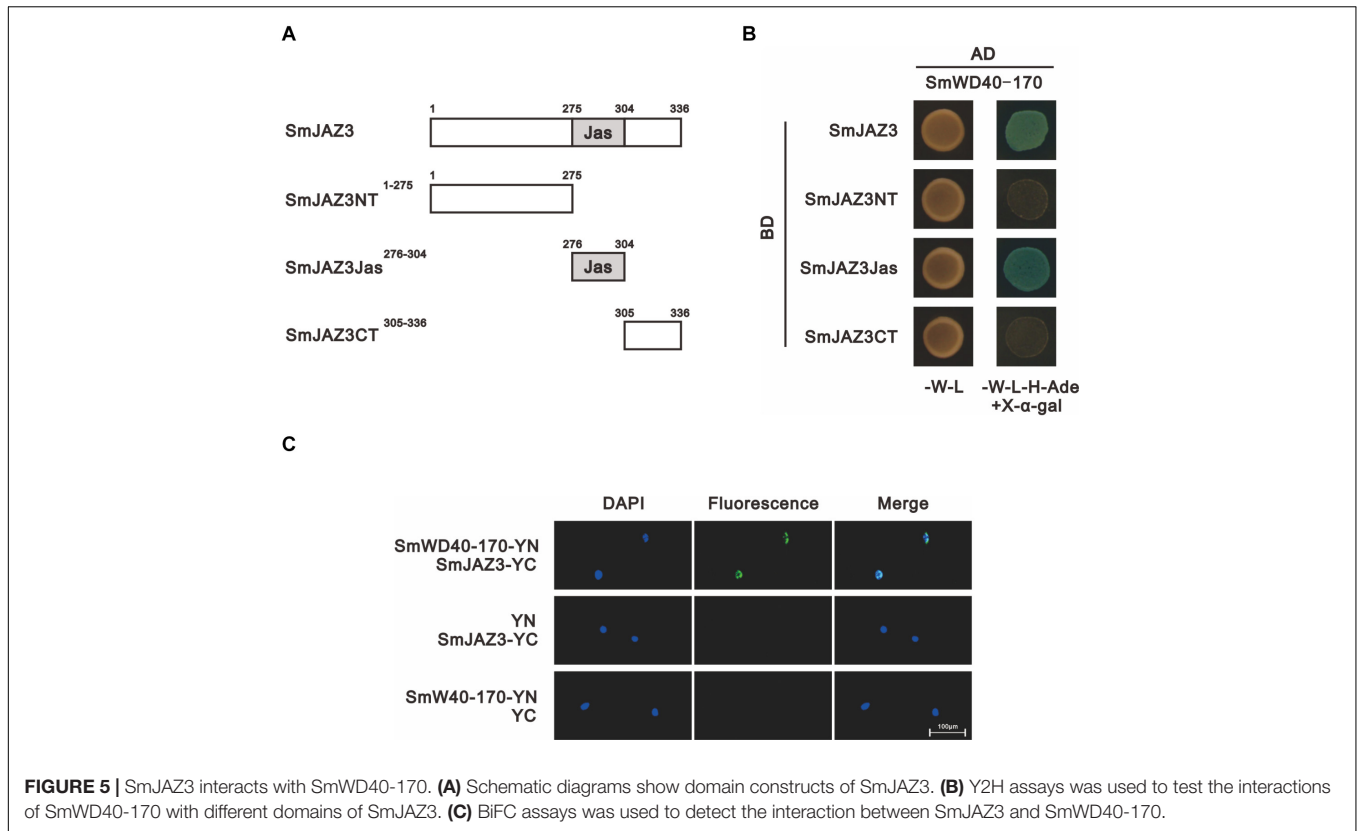 A
1 275 304 336
SmJAZ3 Jas
1 275
SmJAZ3NT 1-275
276 304
SmJAZ3Jas 276-304 Jas
305 336
SmJAZ3CT 305-336
B
AD
SmWD40-170
BD
SmJAZ3
SmJAZ3NT
SmJAZ3Jas
SmJAZ3CT
-W-L -W-L-H-Ade
+X-α-gal
C
DAPI Fluorescence Merge
SmWD40-170-YN
SmJAZ3-YC
YN
SmJAZ3-YC
SmW40-170-YN
YC
100μm
FIGURE 5 | SmJAZ3 interacts with SmWD40-170. (A) Schematic diagrams show domain constructs of SmJAZ3. (B) Y2H assays was used to test the interactions
of SmWD40-170 with different domains of SmJAZ3. (C) BiFC assays was used to detect the interaction between SmJAZ3 and SmWD40-170.